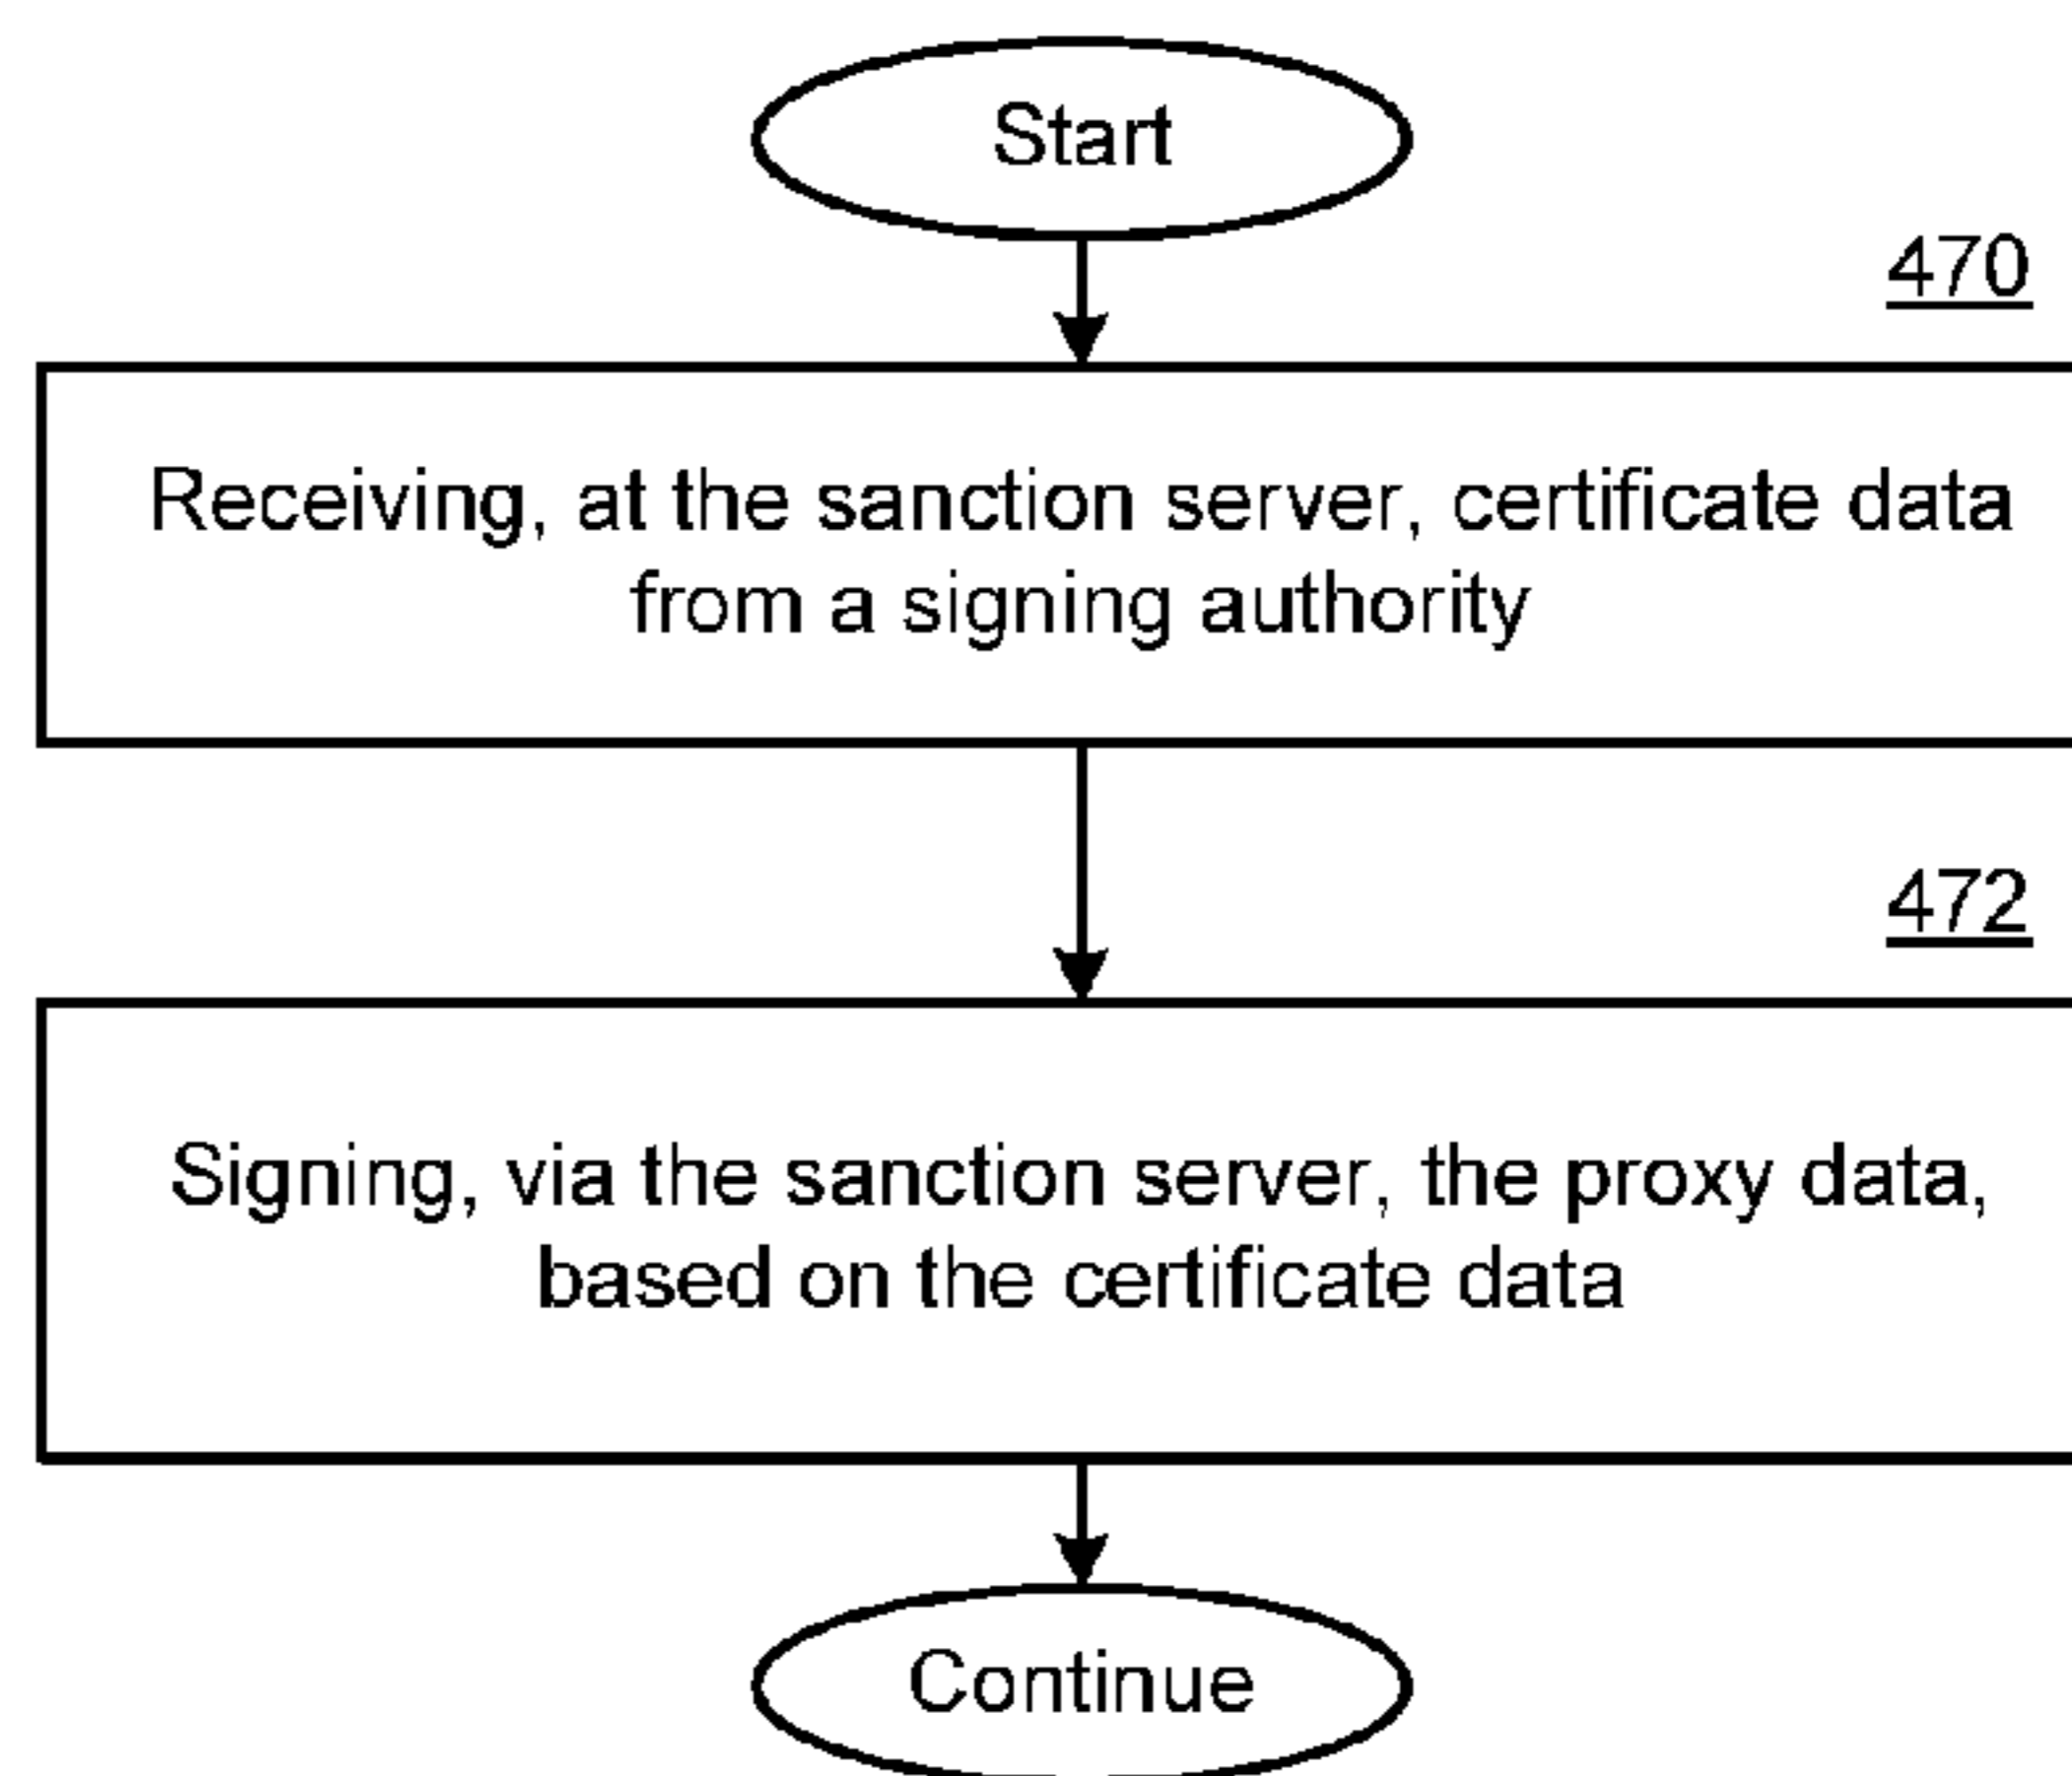 Start
470
Receiving, at the sanction server, certificate data
from a signing authority
472
Signing, via the sanction server, the proxy data,
based on the certificate data
Continue